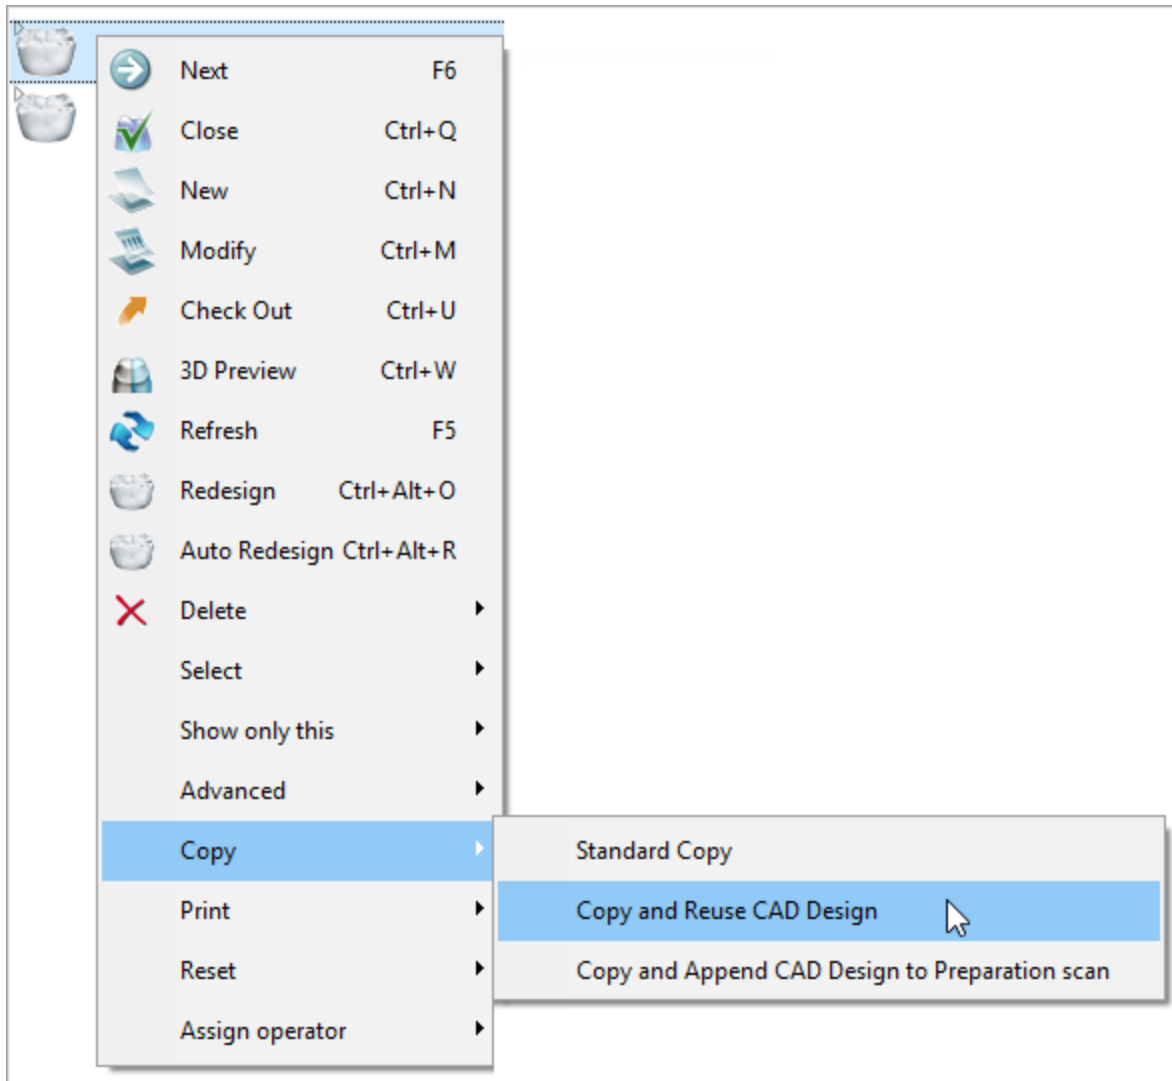 Next F6
Close Ctrl+Q
New Ctrl+N
Modify Ctrl+M
Check Out Ctrl+U
3D Preview Ctrl+W
Refresh F5
Redesign Ctrl+Alt+O
Auto Redesign Ctrl+Alt+R
Delete
Select
Show only this
Advanced
Copy
Standard Copy
Copy and Reuse CAD Design
Copy and Append CAD Design to Preparation scan
Print
Reset
Assign operator